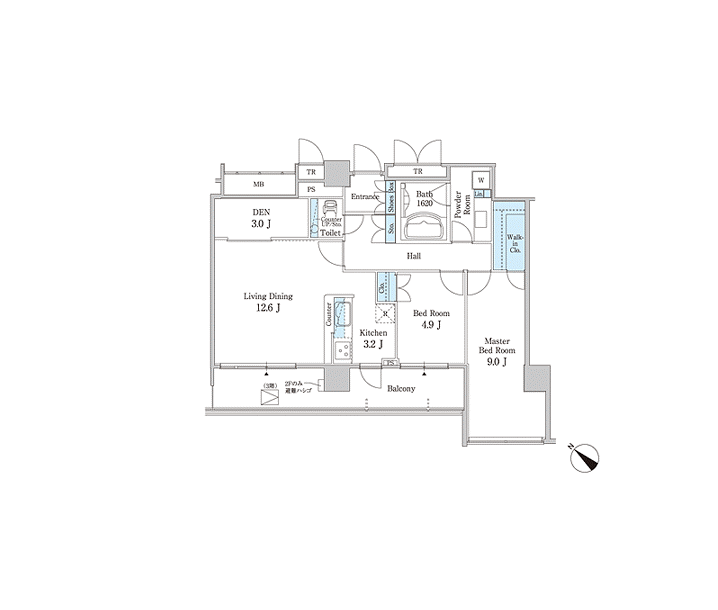 TR
TR
MB
PS
Entrance
Shoes Box
Bath
1620
Powder
Room
W
Lin.
DEN
3.0 J
Counter
UP/Sto.
Toilet
Sto.
Walk-
in
Clo.
Hall
Living Dining
12.6 J
Counter
Clo.
R
Kitchen
3.2 J
Bed Room
4.9 J
Master
Bed Room
9.0 J
PS
(3階)
2Fのみ
避難ハシゴ
Balcony
N